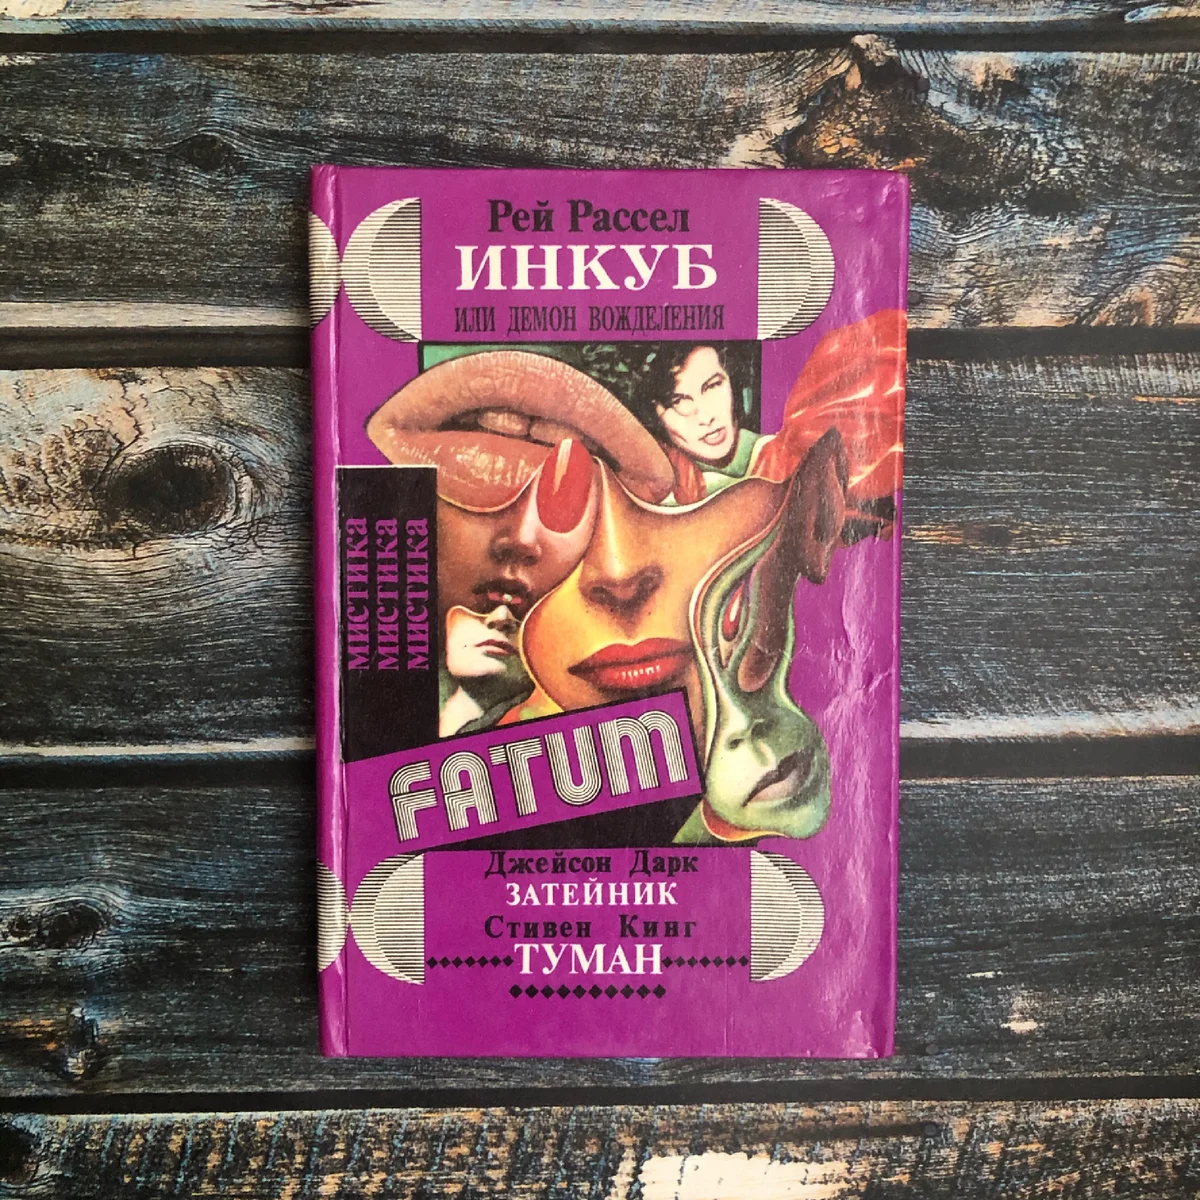 Рей Рассел
ИНКУБ
ИЛИ ДЕМОН ВОЖДЕЛЕНИЯ
МИСТИКА
МИСТИКА
МИСТИКА
FATUM
Джейсон Дарк
ЗАТЕЙНИК
Стивен Кинг
ТУМАН